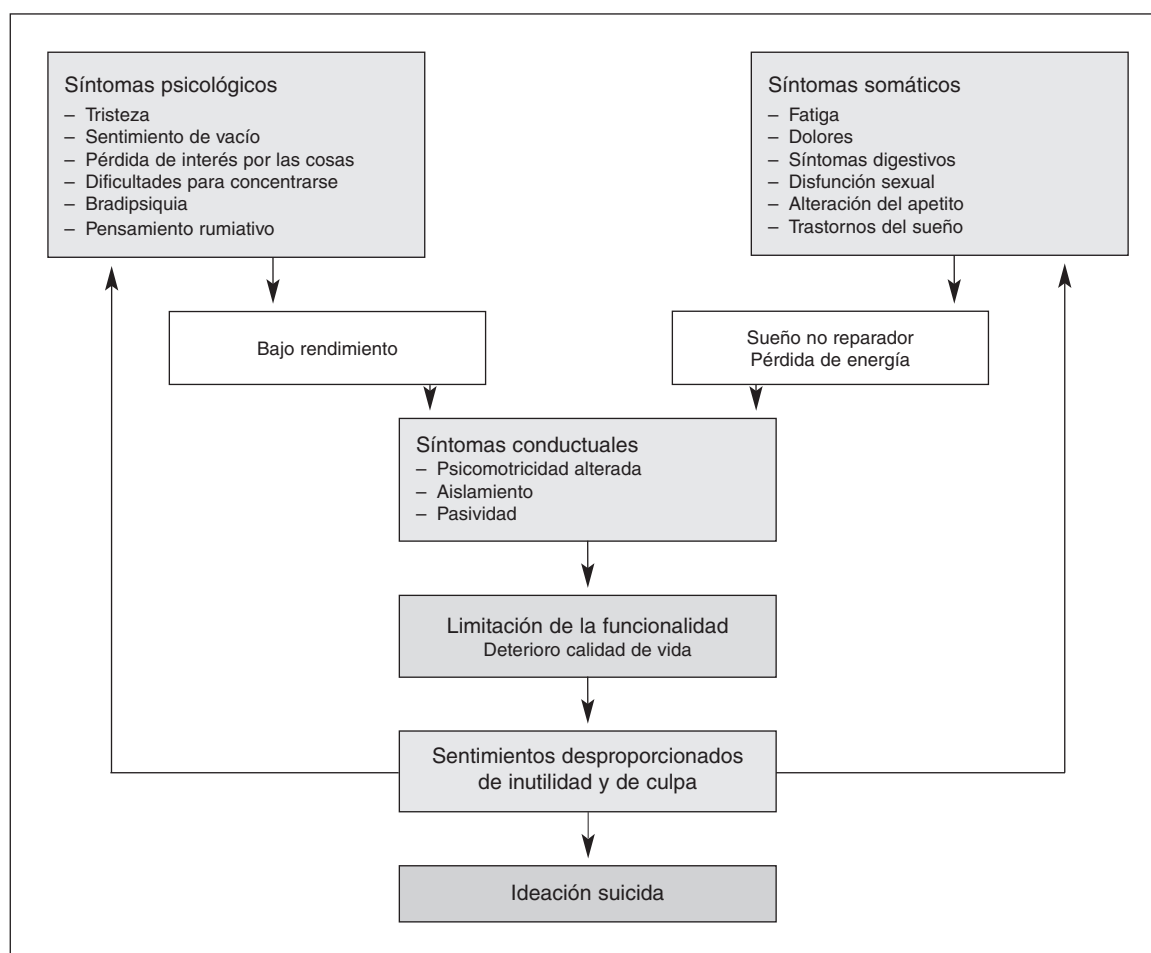 Síntomas psicológicos
– Tristeza
– Sentimiento de vacío
– Pérdida de interés por las cosas
– Dificultades para concentrarse
– Bradipsiquia
– Pensamiento rumiativo
Síntomas somáticos
– Fatiga
– Dolores
– Síntomas digestivos
– Disfunción sexual
– Alteración del apetito
– Trastornos del sueño
Bajo rendimiento
Sueño no reparador
Pérdida de energía
Síntomas conductuales
– Psicomotricidad alterada
– Aislamiento
– Pasividad
Limitación de la funcionalidad
Deterioro calidad de vida
Sentimientos desproporcionados
de inutilidad y de culpa
Ideación suicida